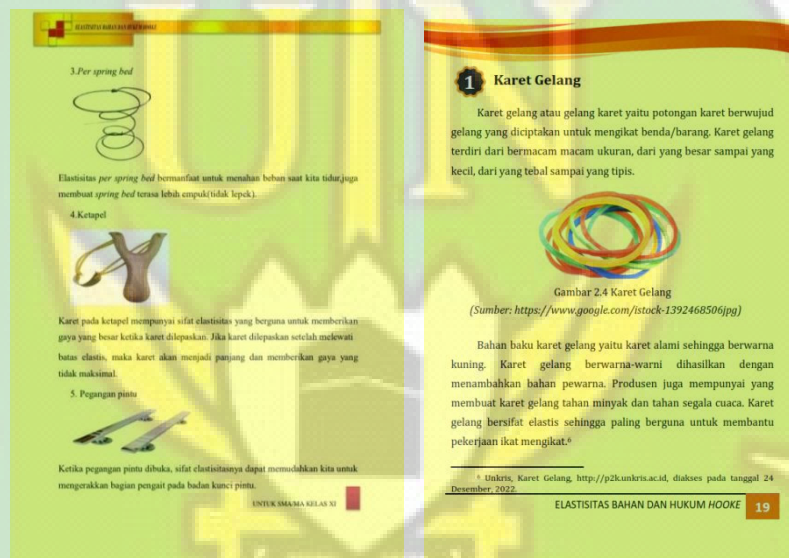 ELASTISITAS BAHAN DAN HUKUM HOOKE
3.Per spring bed
Elastisitas per spring bed bermanfaat untuk menahan beban saat kita tidur,juga
membuat spring bed terasa lebih empuk(tidak lepek).
4.Ketapel
Karet pada ketapel mempunyai sifat elastisitas yang berguna untuk memberikan
gaya yang besar ketika karet dilepaskan. Jika karet dilepaskan setelah melewati
batas elastis, maka karet akan menjadi panjang dan memberikan gaya yang
tidak maksimal.
5. Pegangan pintu
Ketika pegangan pintu dibuka, sifat elastisitasnya dapat memudahkan kita untuk
mengerakkan bagian pengait pada badan kunci pintu.
UNTUK SMA/MA KELAS XI
1 Karet Gelang
Karet gelang atau gelang karet yaitu potongan karet berwujud
gelang yang diciptakan untuk mengikat benda/barang. Karet gelang
terdiri dari bermacam macam ukuran, dari yang besar sampai yang
kecil, dari yang tebal sampai yang tipis.
Gambar 2.4 Karet Gelang
(Sumber: https://www.google.com/istock-1392468506jpg)
Bahan baku karet gelang yaitu karet alami sehingga berwarna
kuning. Karet gelang berwarna-warni dihasilkan dengan
menambahkan bahan pewarna. Produsen juga mempunyai yang
membuat karet gelang tahan minyak dan tahan segala cuaca. Karet
gelang bersifat elastis sehingga paling berguna untuk membantu
pekerjaan ikat mengikat.6
6 Unkris, Karet Gelang, http://p2k.unkris.ac.id, diakses pada tanggal 24
Desember, 2022.
ELASTISITAS BAHAN DAN HUKUM HOOKE 19
UIN